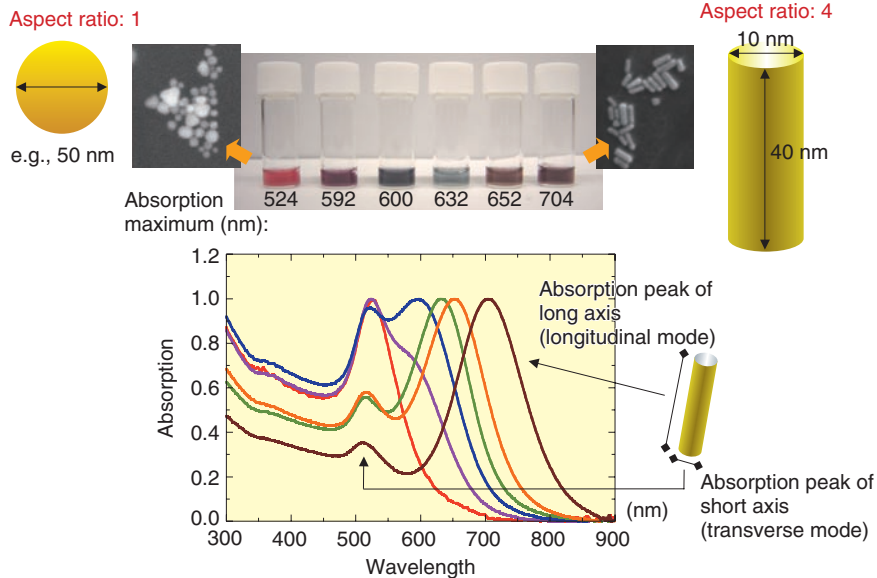 Aspect ratio: 1
Aspect ratio: 4
10 nm
40 nm
e.g., 50 nm
Absorption
maximum (nm):
524 592 600 632 652 704
1.2
1.0
0.8
0.6
0.4
0.2
0.0
Absorption
300 400 500 600 700 800 900
(nm)
Wavelength
Absorption peak of
long axis
(longitudinal mode)
Absorption peak of
short axis
(transverse mode)